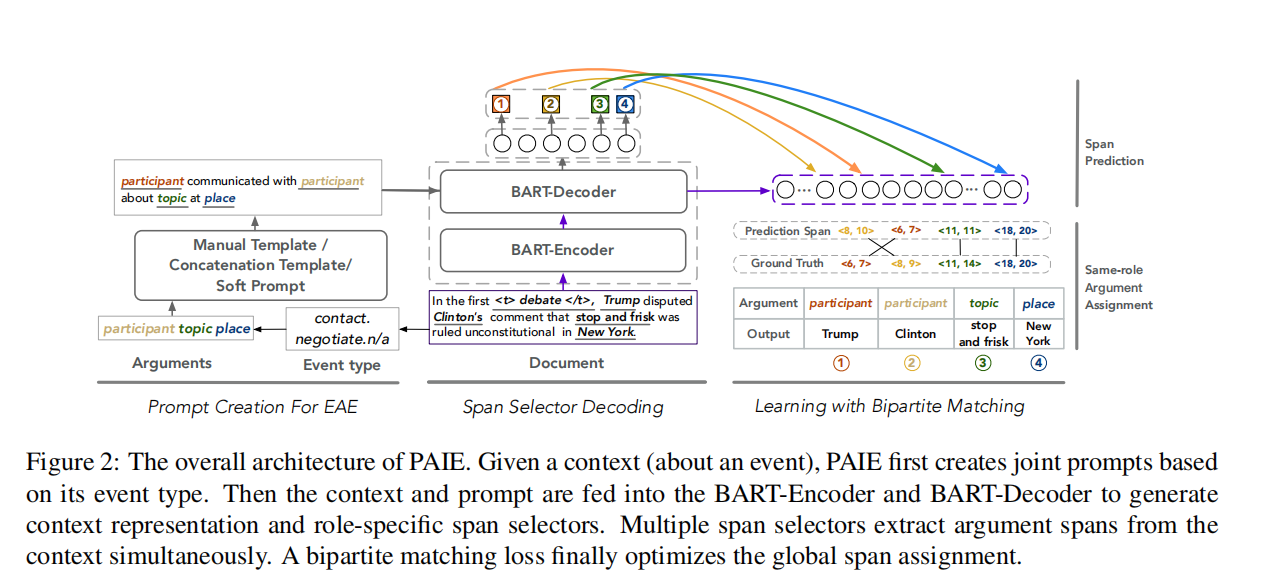 1 2 3 4
Span
Prediction
participant communicated with participant
about topic at place
BART-Decoder
BART-Encoder
Manual Template /
Concatenation Template/
Soft Prompt
participant topic place
contact.
negotiate.n/a
In the first <t> debate </t>, Trump disputed
Clinton's comment that stop and frisk was
ruled unconstitutional in New York.
Arguments
Event type
Document
... ...
Prediction Span <8, 10> <6, 7> <11, 11> <18, 20>
Ground Truth <6, 7> <8, 9> <11, 14> <18, 20>
Same-role
Argument
Assignment
Argument participant participant topic place
Output Trump Clinton stop and frisk New York
1 2 3 4
Prompt Creation For EAE
Span Selector Decoding
Learning with Bipartite Matching
Figure 2: The overall architecture of PAIE. Given a context (about an event), PAIE first creates joint prompts based
on its event type. Then the context and prompt are fed into the BART-Encoder and BART-Decoder to generate
context representation and role-specific span selectors. Multiple span selectors extract argument spans from the
context simultaneously. A bipartite matching loss finally optimizes the global span assignment.